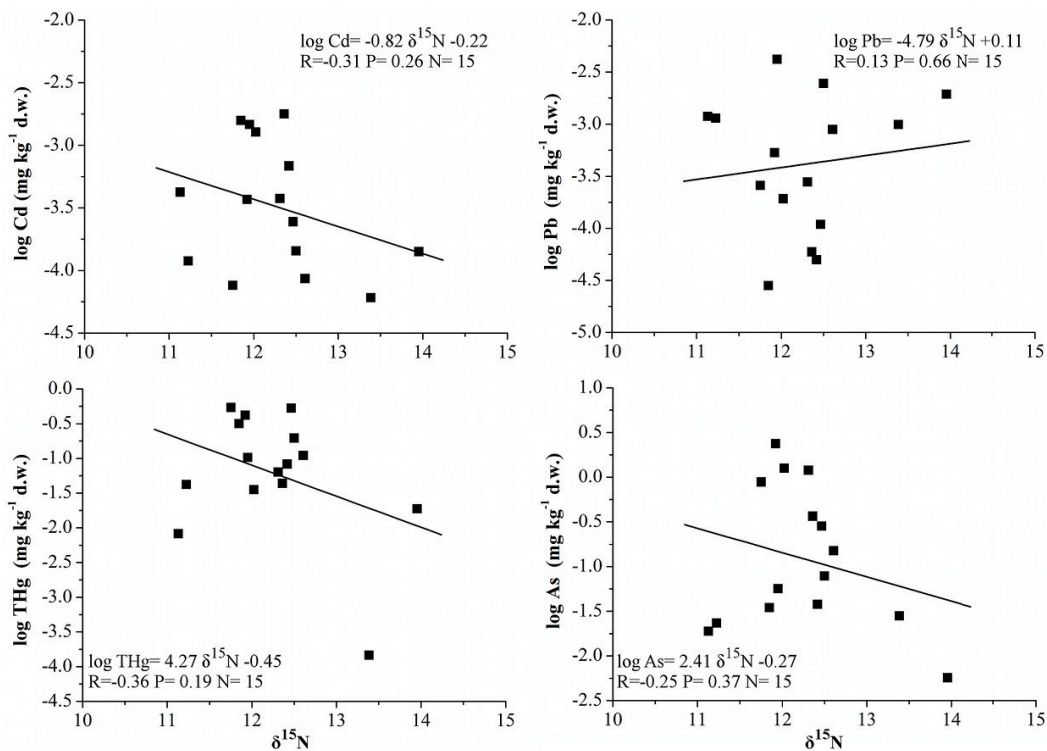 log Cd= -0.82 δ¹⁵N -0.22
R=-0.31 P= 0.26 N= 15
log Cd (mg kg⁻¹ d.w.)
-2.0
-2.5
-3.0
-3.5
-4.0
-4.5
10 11 12 13 14 15
log Pb= -4.79 δ¹⁵N +0.11
R=0.13 P= 0.66 N= 15
log Pb (mg kg⁻¹ d.w.)
-2.0
-2.5
-3.0
-3.5
-4.0
-4.5
-5.0
10 11 12 13 14 15
log THg (mg kg⁻¹ d.w.)
0.0
-0.5
-1.0
-1.5
-2.0
-2.5
-3.0
-3.5
-4.0
-4.5
log THg= 4.27 δ¹⁵N -0.45
R=-0.36 P= 0.19 N= 15
10 11 12 13 14 15
δ¹⁵N
log As (mg kg⁻¹ d.w.)
1.0
0.5
0.0
-0.5
-1.0
-1.5
-2.0
-2.5
log As= 2.41 δ¹⁵N -0.27
R=-0.25 P= 0.37 N= 15
10 11 12 13 14 15
δ¹⁵N